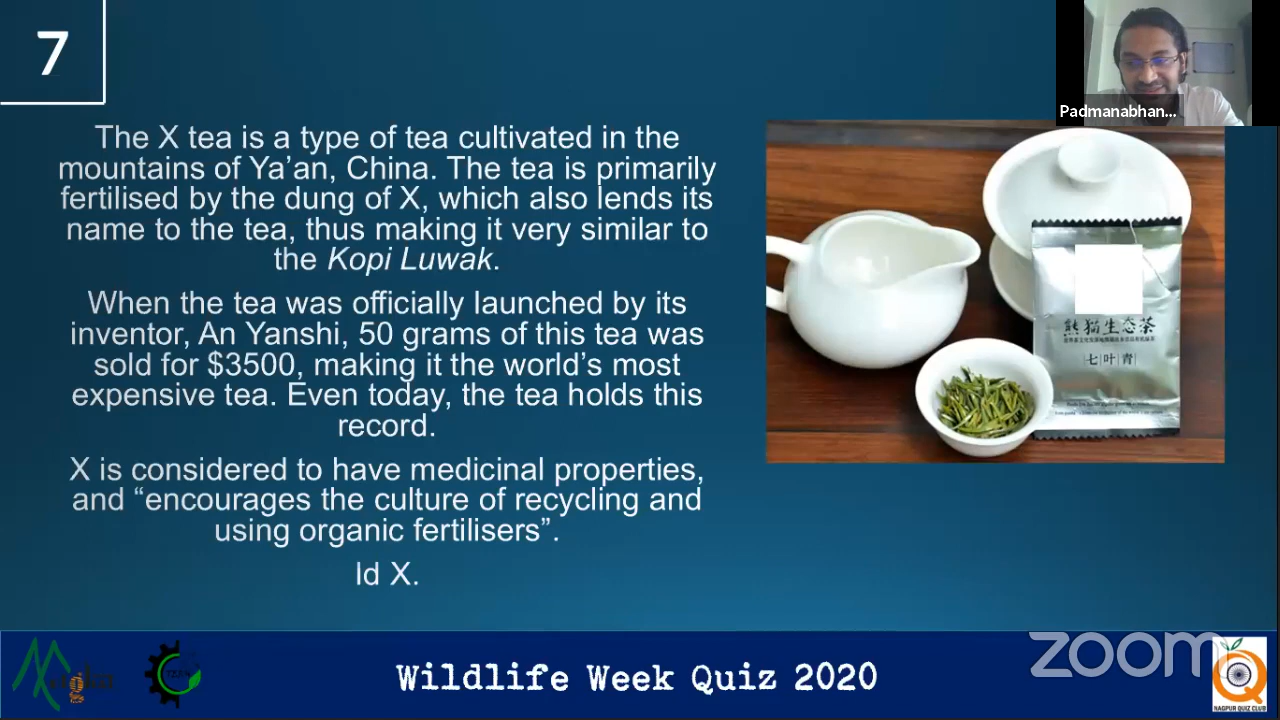 7
Padmanabhan...
The X tea is a type of tea cultivated in the
mountains of Ya’an, China. The tea is primarily
fertilised by the dung of X, which also lends its
name to the tea, thus making it very similar to
the Kopi Luwak.
When the tea was officially launched by its
inventor, An Yanshi, 50 grams of this tea was
sold for $3500, making it the world’s most
expensive tea. Even today, the tea holds this
record.
X is considered to have medicinal properties,
and “encourages the culture of recycling and
using organic fertilisers”.
Id X.
熊猫生态茶
七叶青
Wildlife Week Quiz 2020
zoom
NAGPUR QUIZ CLUB